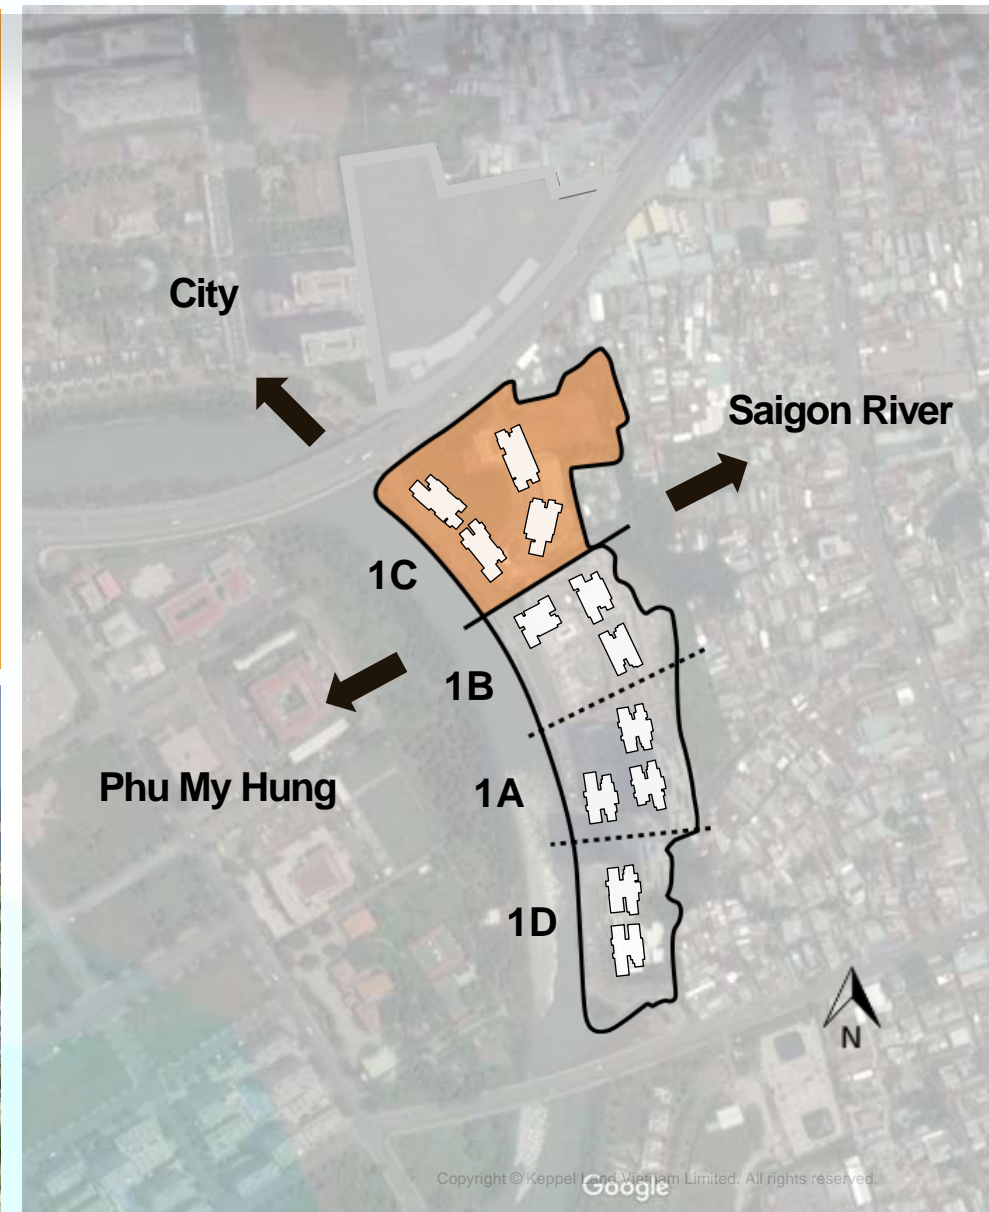 City
Saigon River
1C
1B
Phu My Hung
1A
1D
N
Copyright © Keppel Land Vietnam Limited. All rights reserved.
Google